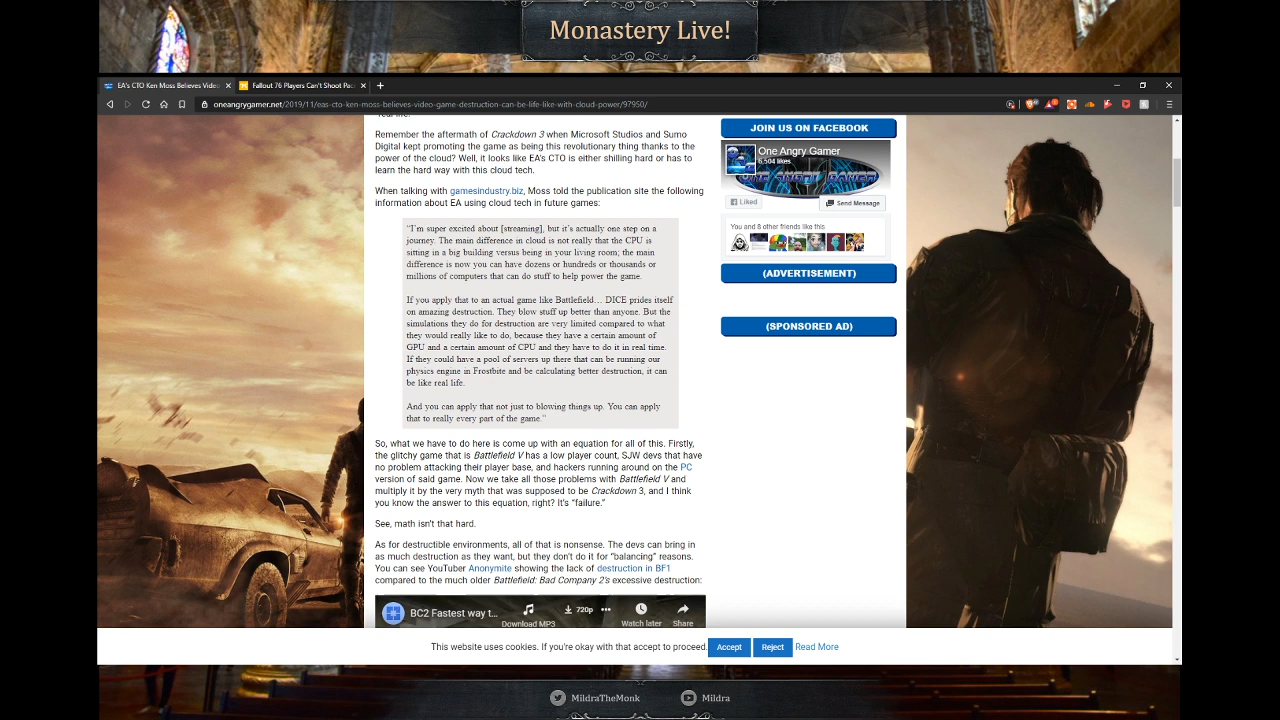 Monastery Live!
EA's CTO Ken Moss Believes Video
Fallout 76 Players Can't Shoot Pa
oneangrygamer.net/2019/11/eas-cto-ken-moss-believes-video-game-destruction-can-be-life-like-with-cloud-power/97950/
Remember the aftermath of Crackdown 3 when Microsoft Studios and Sumo
Digital kept promoting the game as being this revolutionary thing thanks to the
power of the cloud? Well, it looks like EA's CTO is either shilling hard or has to
learn the hard way with this cloud tech.
When talking with gamesindustry.biz, Moss told the publication site the following
information about EA using cloud tech in future games:
"I'm super excited about [streaming], but it's actually one step on a
journey. The main difference in cloud is not really that the CPU is
sitting in a big building versus being in your living room; the main
difference is now you can have dozens or hundreds or thousands or
millions of computers that can do stuff to help power the game.
If you apply that to an actual game like Battlefield… DICE prides itself
on amazing destruction. They blow stuff up better than anyone. But the
simulations they do for destruction are very limited compared to what
they would really like to do, because they have a certain amount of
GPU and a certain amount of CPU and they have to do it in real time.
If they could have a pool of servers up there that can be running our
physics engine in Frostbite and be calculating better destruction, it can
be like real life.
And you can apply that not just to blowing things up. You can apply
that to really every part of the game."
So, what we have to do here is come up with an equation for all of this. Firstly,
the glitchy game that is Battlefield V has a low player count, SJW devs that have
no problem attacking their player base, and hackers running around on the PC
version of said game. Now we take all those problems with Battlefield V and
multiply it by the very myth that was supposed to be Crackdown 3, and I think
you know the answer to this equation, right? It's "failure."
See, math isn't that hard.
As for destructible environments, all of that is nonsense. The devs can bring in
as much destruction as they want, but they don't do it for "balancing" reasons.
You can see YouTuber Anonymite showing the lack of destruction in BF1
compared to the much older Battlefield: Bad Company 2's excessive destruction:
BC2 Fastest way t...
Download MP3
720p
Watch later
Share
JOIN US ON FACEBOOK
One Angry Gamer
6,504 likes
ONE ANGRY GAMER
Liked
Send Message
You and 8 other friends like this
(ADVERTISEMENT)
(SPONSORED AD)
This website uses cookies. If you're okay with that accept to proceed.
Accept
Reject
Read More
MildraTheMonk
Mildra